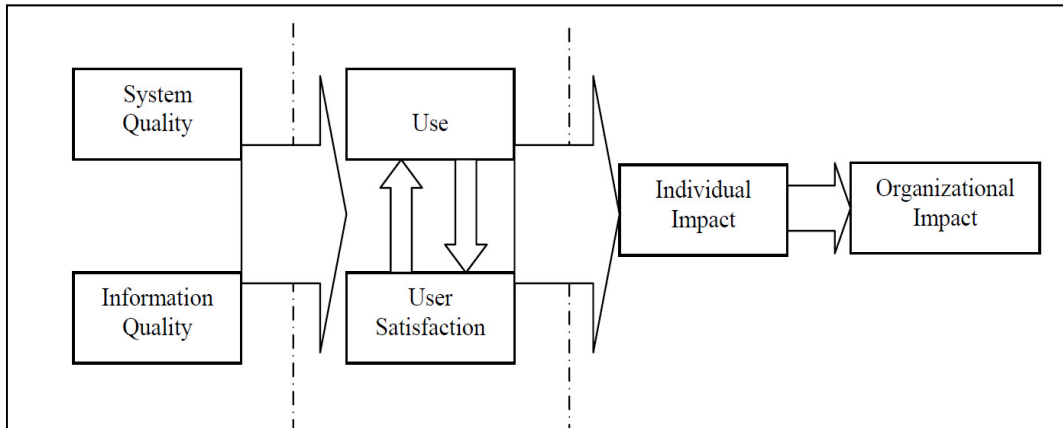 System
Quality
Use
Individual
Impact
Organizational
Impact
Information
Quality
User
Satisfaction